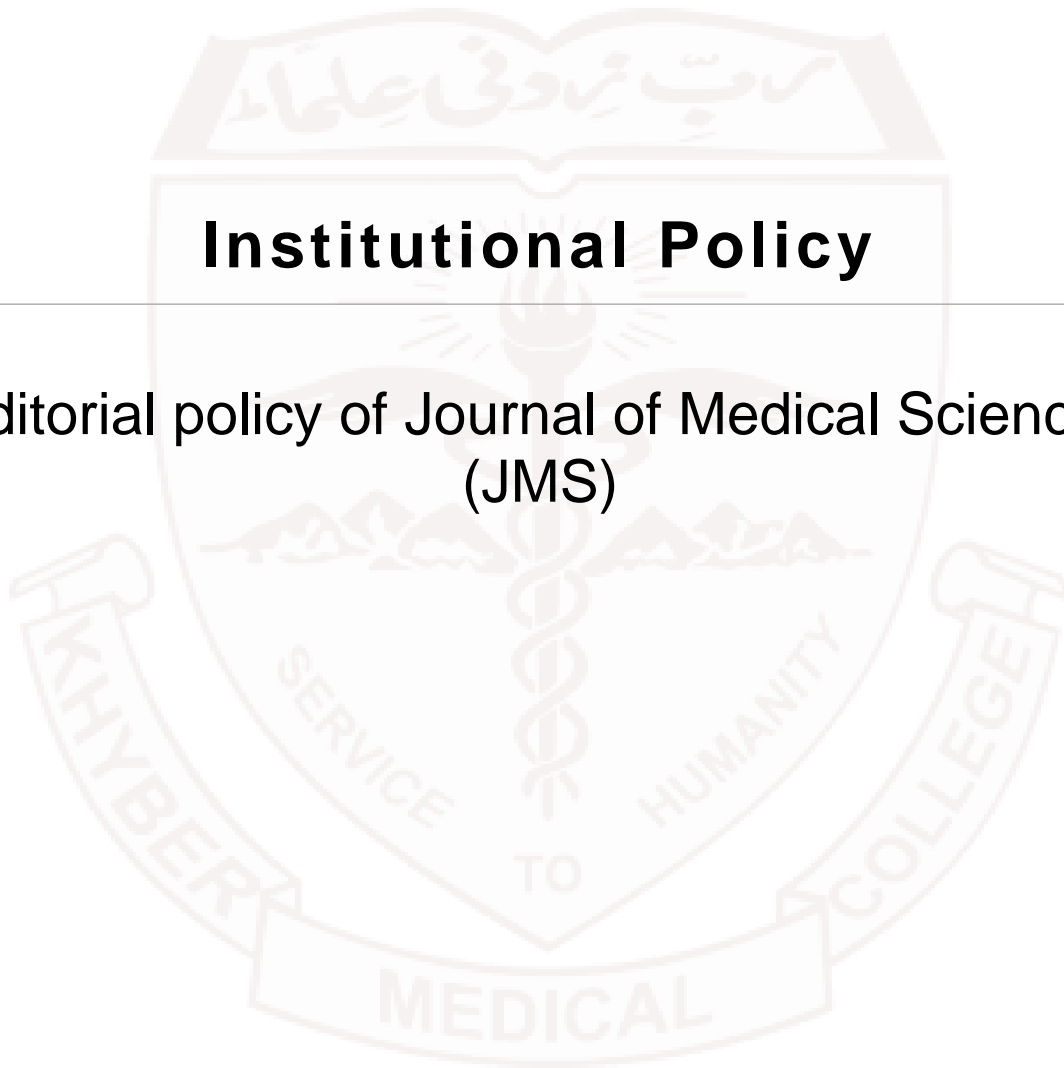 رب زدنی علماً
Institutional Policy
ditorial policy of Journal of Medical Scienc
(JMS)
SERVICE
TO
HUMANITY
KHYBER
MEDICAL
COLLEGE